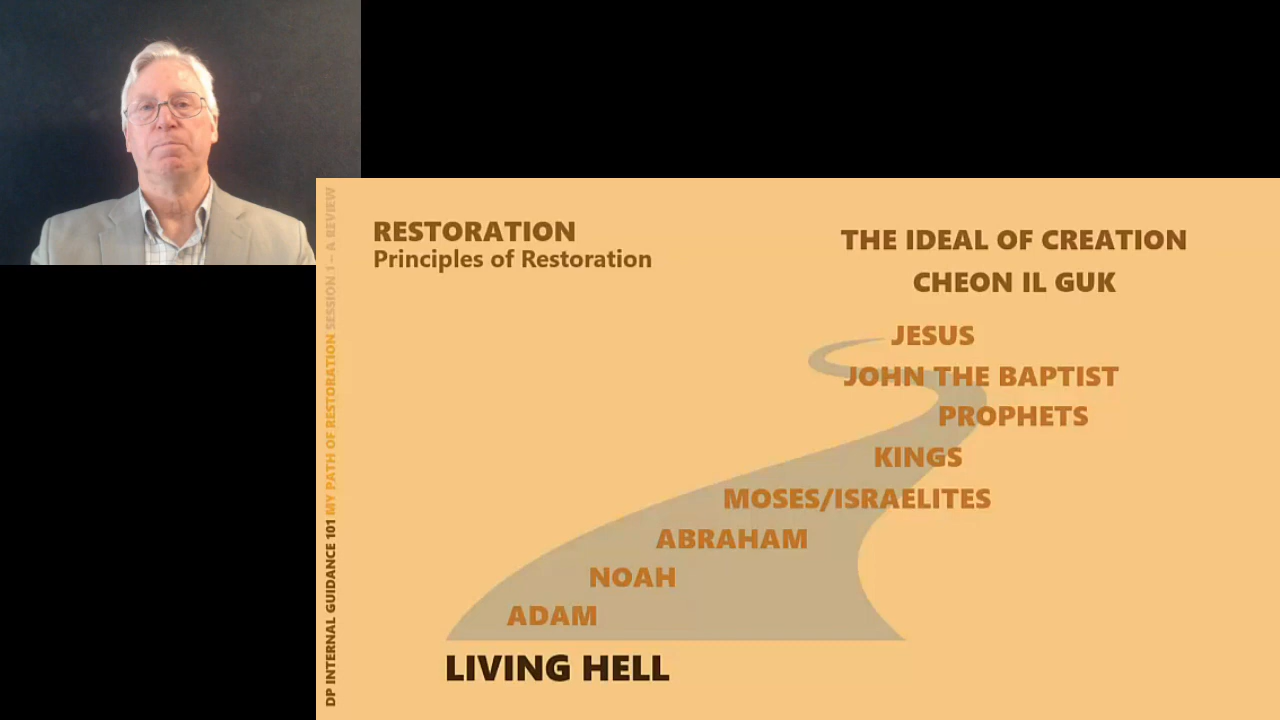 RESTORATION
Principles of Restoration
THE IDEAL OF CREATION
CHEON IL GUK
JESUS
JOHN THE BAPTIST
PROPHETS
KINGS
MOSES/ISRAELITES
ABRAHAM
NOAH
ADAM
LIVING HELL
DP INTERNAL GUIDANCE 101 MY PATH OF RESTORATION SESSION 1 – A REVIEW